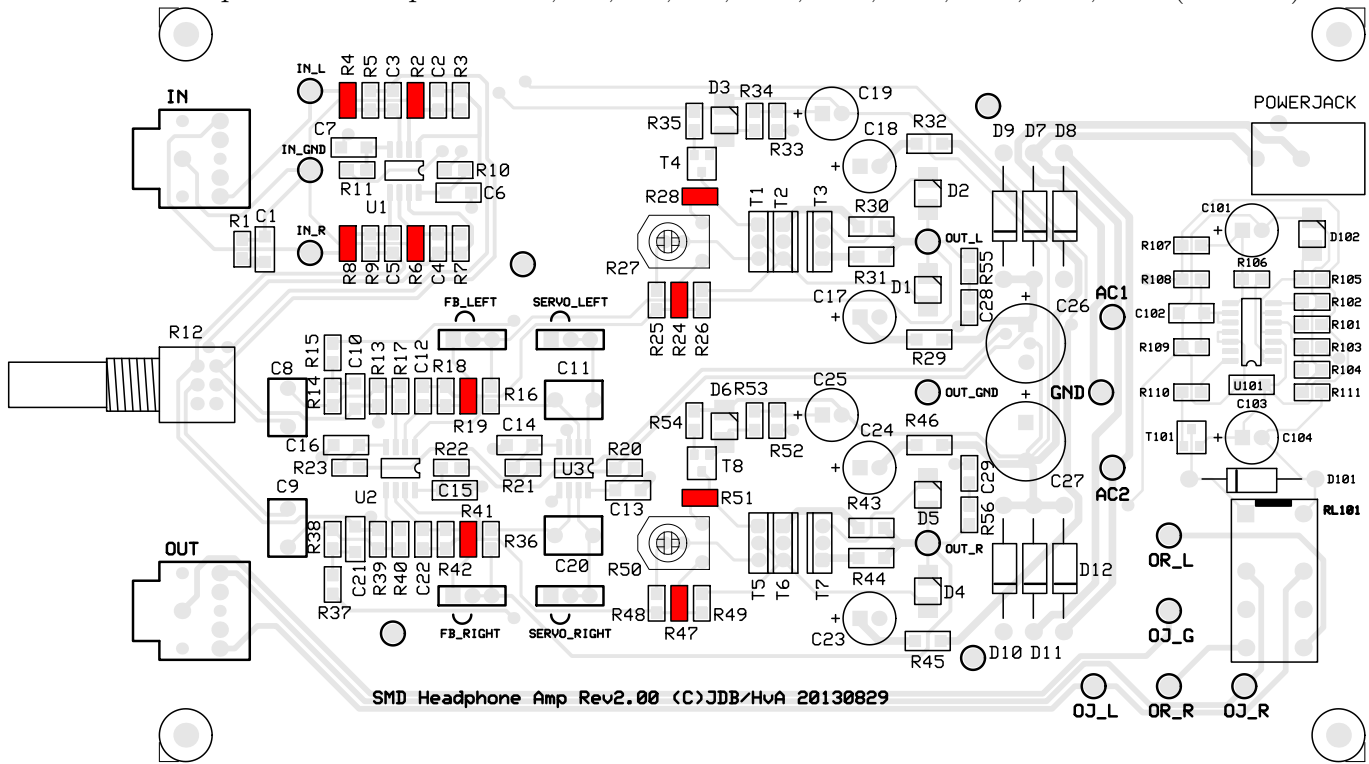 IN_L
R4 R5 C3 R2 C2 R3
IN
C7
IN_GND
R11
R10
C6
U1
R1 C1
IN_R
R8 R9 C5 R6 C4 R7
D3 R34
C19
R35
R33
C18
R32
D9 D7 D8
POWERJACK
T4
R28
T1 T2 T3
R30
D2
OUT_L
R27
R31
R55
C101
D102
R107
R106
R108
R105
R102
C102
R101
R109
R103
R104
U101
R110
R111
C103
T101
C104
D101
RL101
FB_LEFT
SERVO_LEFT
R25 R24 R26
C17
D1
C28
C26
AC1
R29
R12
R15 C10 R13 R17 C12 R18
C8
R14
R19
R16
C11
D6 R53
C25
OUT_GND
GND
R54
R52
C24
R46
C16
C14
R23
R22
R21
U3
R20
T8
C15
C13
R51
C29
C27
AC2
U2
C9
R41
R43
D5
R56
R38
R36
OUT_R
C21 R39 R40 C22 R42
C20
R50
T5 T6 T7
R44
D12
OR_L
OUT
R37
R48
R47
R49
D4
C23
FB_RIGHT
SERVO_RIGHT
R45
D10 D11
OJ_G
SMD Headphone Amp Rev2.00 (C)JDB/HvA 20130829
OJ_L
OR_R
OJ_R